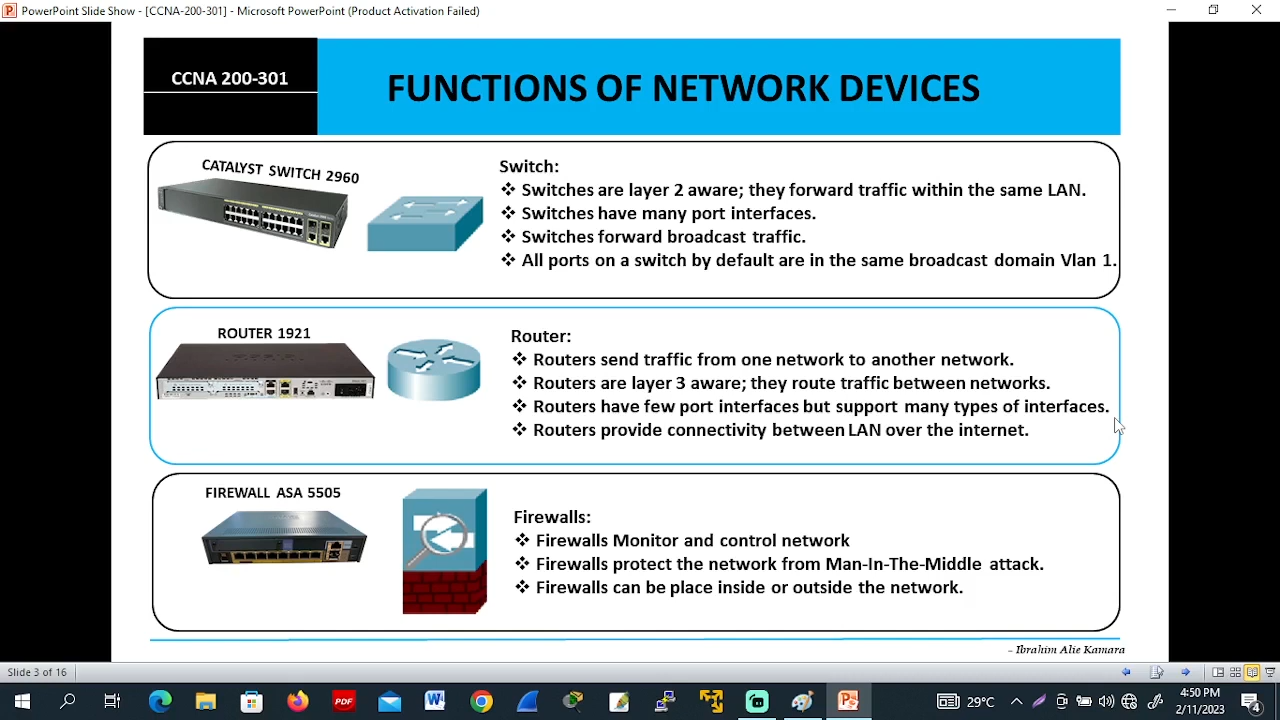 PowerPoint Slide Show - [CCNA-200-301] - Microsoft PowerPoint (Product Activation Failed)
CCNA 200-301
FUNCTIONS OF NETWORK DEVICES
CATALYST SWITCH 2960
Switch:
❖ Switches are layer 2 aware; they forward traffic within the same LAN.
❖ Switches have many port interfaces.
❖ Switches forward broadcast traffic.
❖ All ports on a switch by default are in the same broadcast domain Vlan 1.
ROUTER 1921
Router:
❖ Routers send traffic from one network to another network.
❖ Routers are layer 3 aware; they route traffic between networks.
❖ Routers have few port interfaces but support many types of interfaces.
❖ Routers provide connectivity between LAN over the internet.
FIREWALL ASA 5505
Firewalls:
❖ Firewalls Monitor and control network
❖ Firewalls protect the network from Man-In-The-Middle attack.
❖ Firewalls can be place inside or outside the network.
- Ibrahim Alie Kamara
Slide 3 of 16
PDF
29°C
4:50 PM
2/11/2023
4